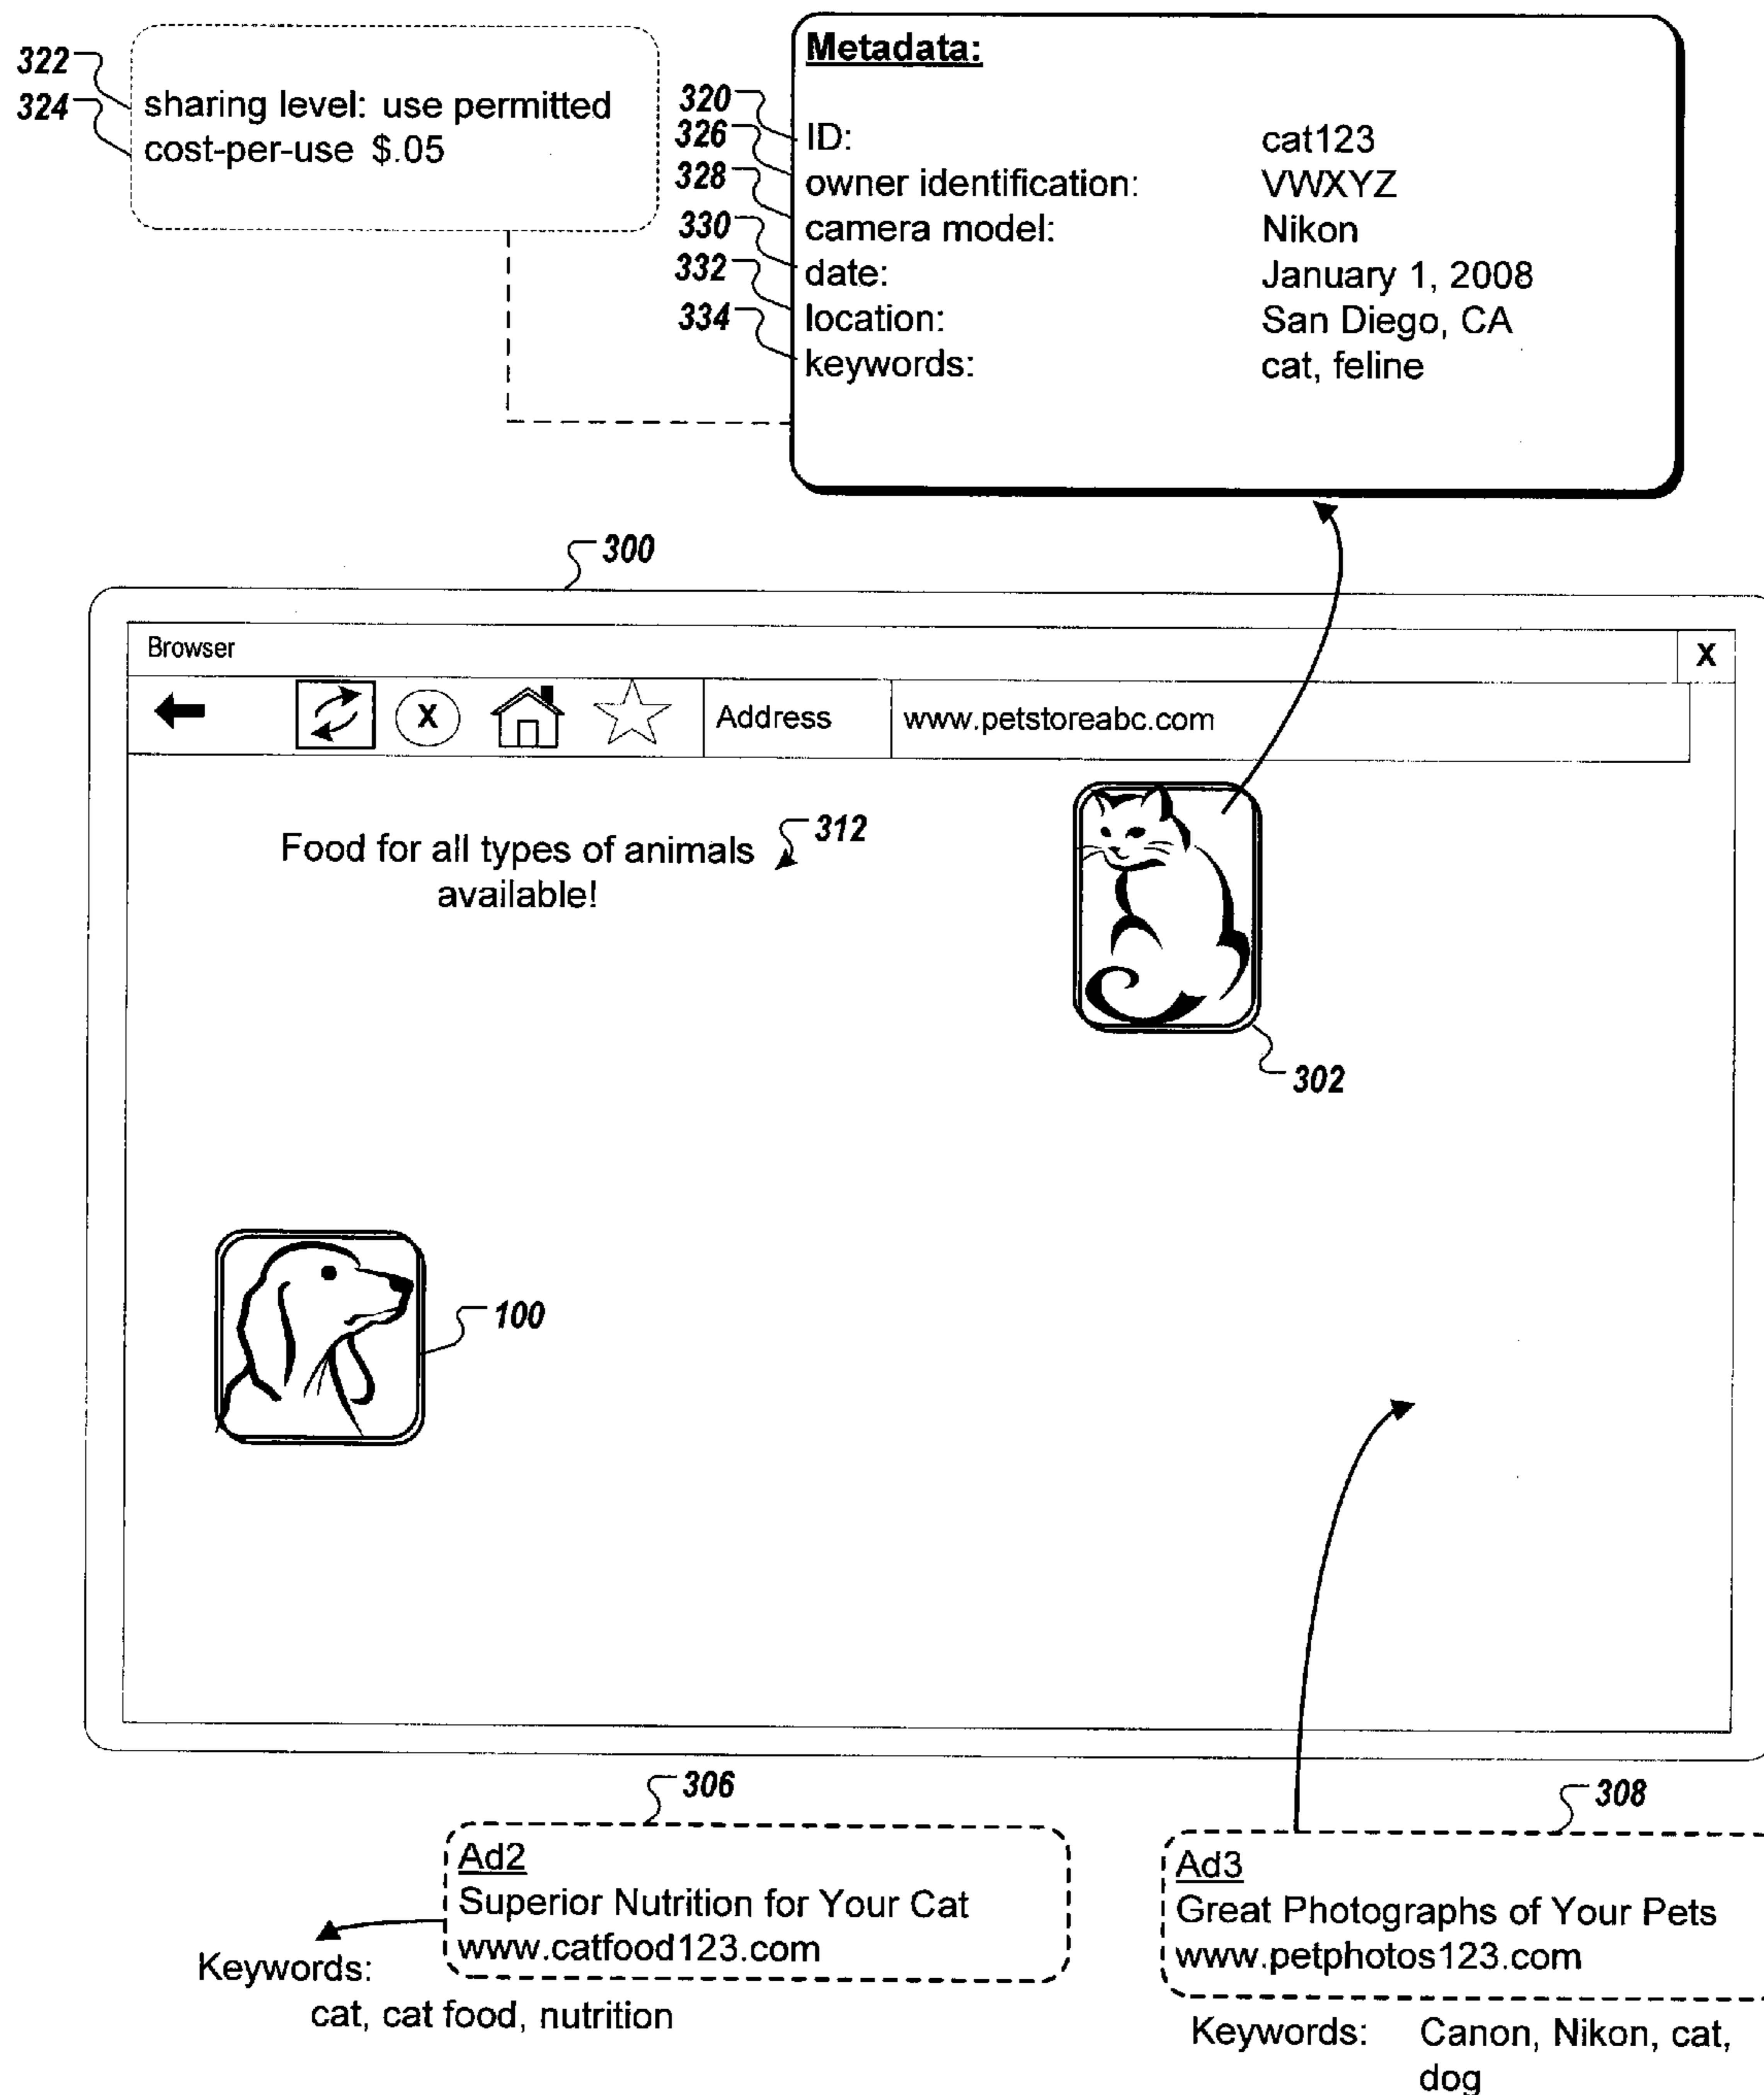 322
324
sharing level: use permitted
cost-per-use $.05
Metadata:
320
326
328
330
332
334
ID: cat123
owner identification: VWXYZ
camera model: Nikon
date: January 1, 2008
location: San Diego, CA
keywords: cat, feline
300
Browser X
X Address www.petstoreabc.com
Food for all types of animals
available!
312
302
100
306
Ad2
Superior Nutrition for Your Cat
www.catfood123.com
Keywords:
cat, cat food, nutrition
308
Ad3
Great Photographs of Your Pets
www.petphotos123.com
Keywords: Canon, Nikon, cat,
dog